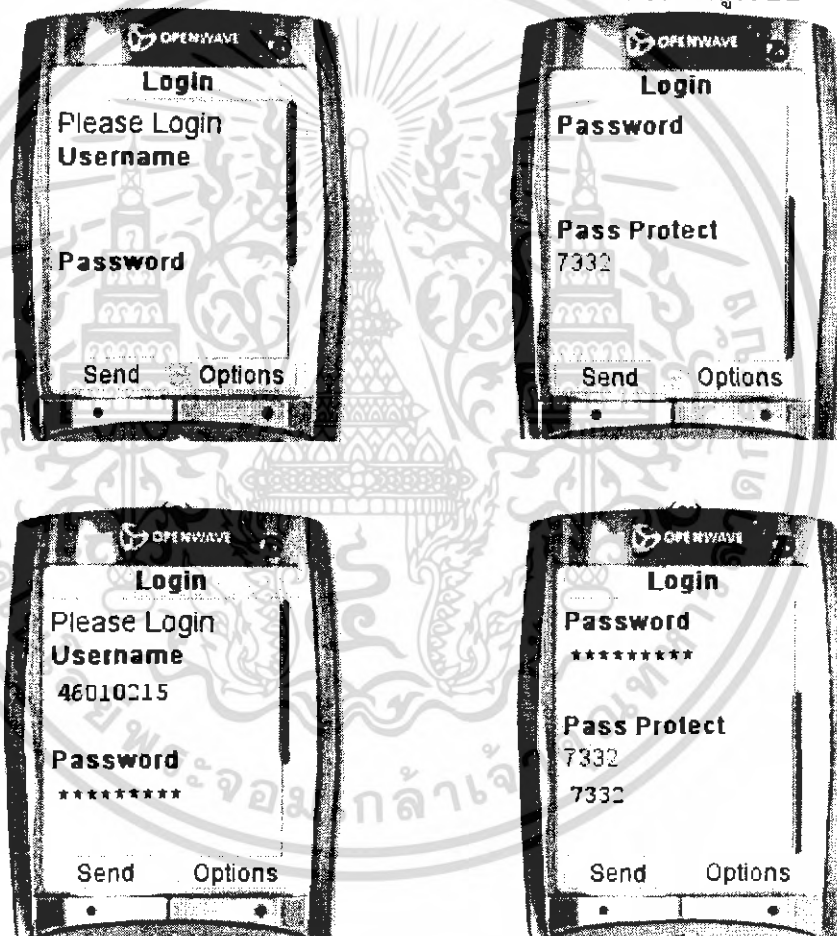 OPENWAVE
Login
Please Login
Username
Password
Send Options
OPENWAVE
Login
Password
Pass Protect
7332
Send Options
OPENWAVE
Login
Please Login
Username
46010215
Password
*********
Send Options
OPENWAVE
Login
Password
*********
Pass Protect
7332
7332
Send Options